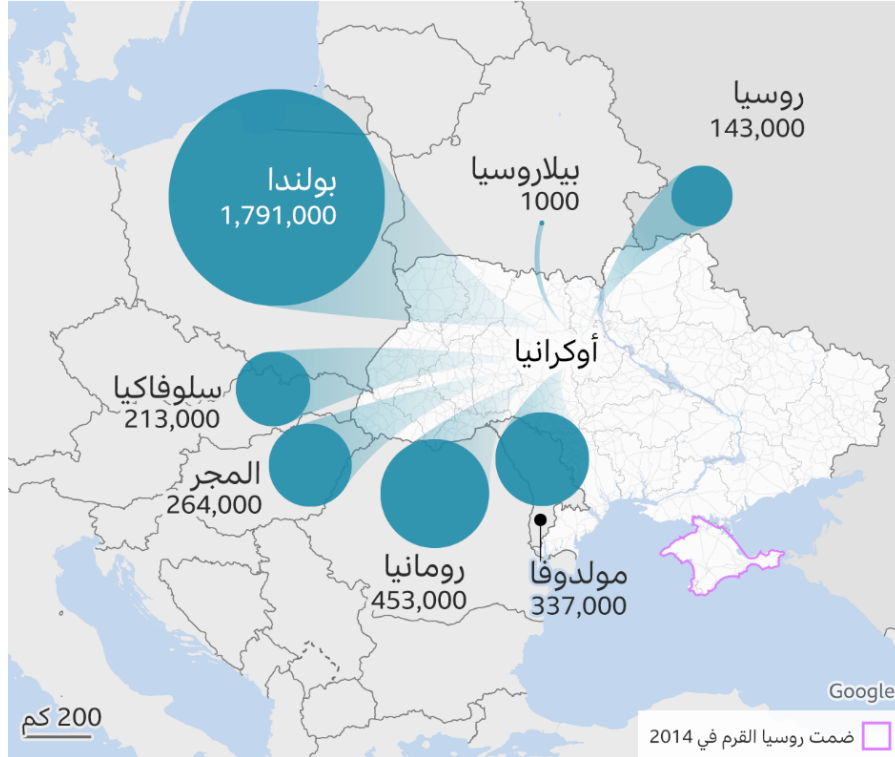 روسيا
143,000
بيلاروسيا
1000
بولندا
1,791,000
أوكرانيا
سلوفاكيا
213,000
المجر
264,000
رومانيا
453,000
مولدوفا
337,000
Google
200 كم
ضمت روسيا القرم في 2014